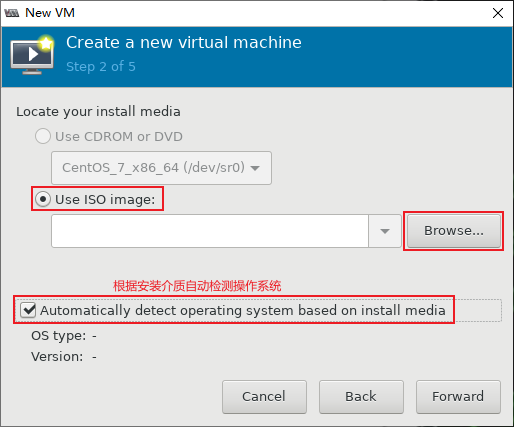 New VM
Create a new virtual machine
Step 2 of 5
Locate your install media
Use CDROM or DVD
CentOS_7_x86_64 (/dev/sr0)
Use ISO image:
Browse...
根据安装介质自动检测操作系统
Automatically detect operating system based on install media
OS type: -
Version: -
Cancel Back Forward